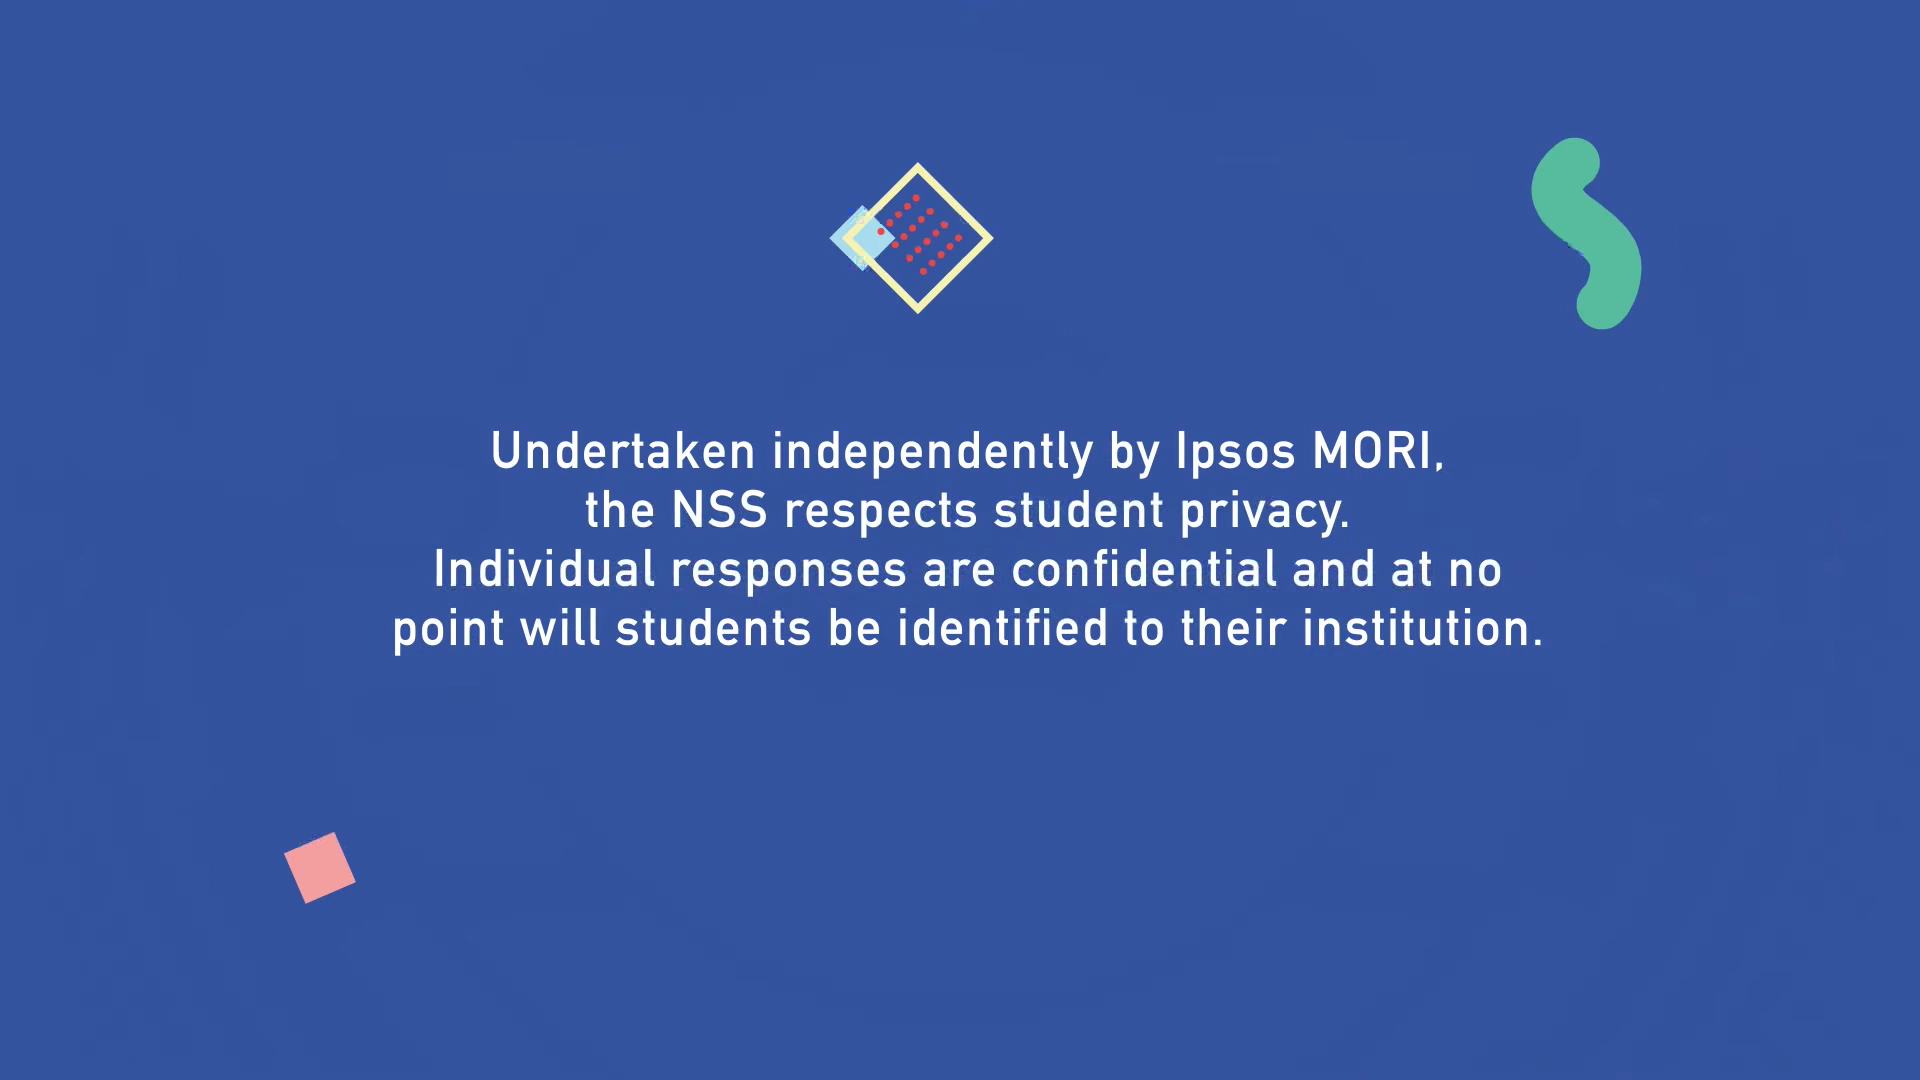 Undertaken independently by Ipsos MORI,
the NSS respects student privacy.
Individual responses are confidential and at no
point will students be identified to their institution.